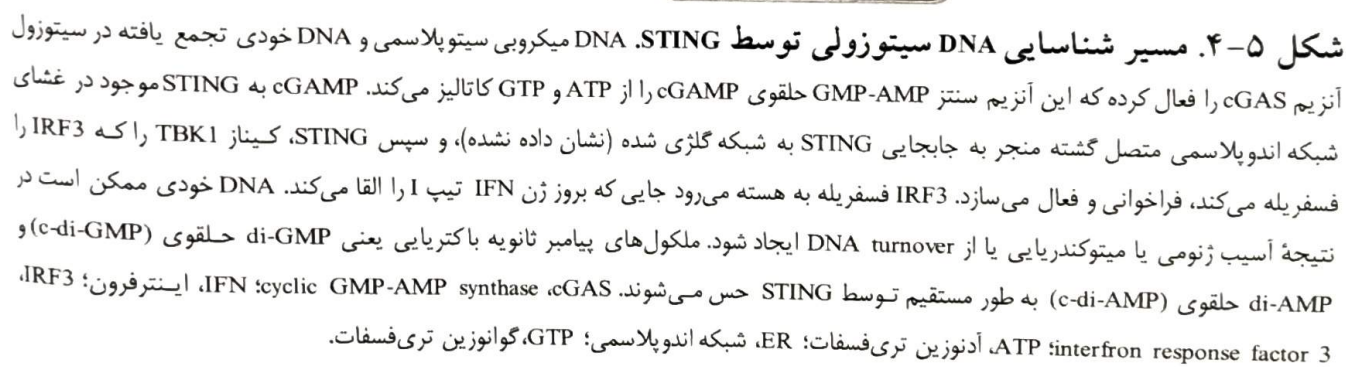 شکل ۵-۴. مسیر شناسایی DNA سیتوزولی توسط STING. DNA میکروبی سیتوپلاسمی و DNA خودی تجمع یافته در سیتوزول
آنزیم cGAS را فعال کرده که این آنزیم سنتز GMP-AMP حلقوی cGAMP را از ATP و GTP کاتالیز می‌کند. cGAMP به STING موجود در غشای
شبکه اندوپلاسمی متصل گشته منجر به جابجایی STING به شبکه گلژی شده (نشان داده نشده)، و سپس STING، کیناز TBK1 را که IRF3 را
فسفریله می‌کند، فراخوانی و فعال می‌سازد. IRF3 فسفریله به هسته می‌رود جایی که بروز ژن IFN تیپ I را القا می‌کند. DNA خودی ممکن است در
نتیجهٔ آسیب ژنومی یا میتوکندریایی یا از DNA turnover ایجاد شود. ملکول‌های پیامبر ثانویه باکتریایی یعنی di-GMP حلقوی (c-di-GMP) و
di-AMP حلقوی (c-di-AMP) به طور مستقیم توسط STING حس می‌شوند. cGAS، cyclic GMP-AMP synthase؛ IFN، اینترفرون؛ IRF3،
interfron response factor 3؛ ATP، آدنوزین تری‌فسفات؛ ER، شبکه اندوپلاسمی؛ GTP، گوانوزین تری‌فسفات.